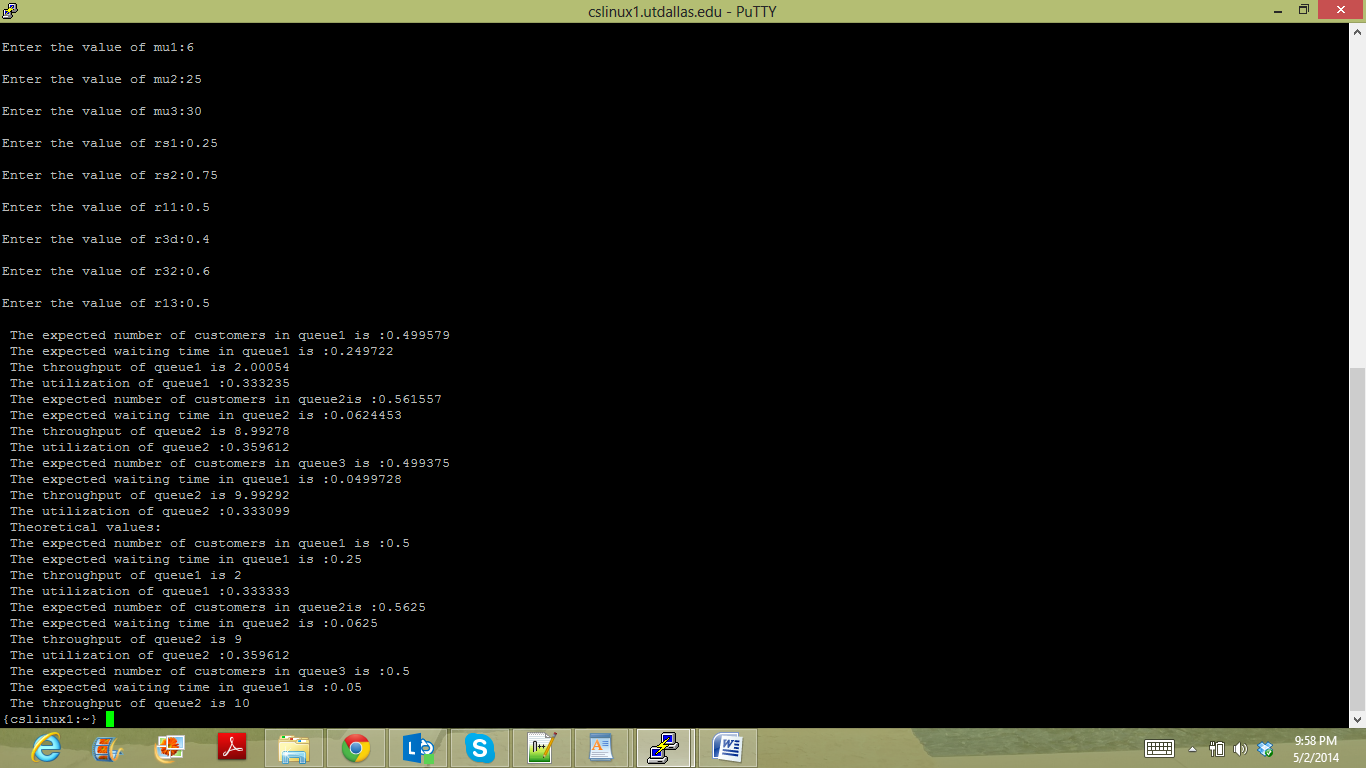 cslinux1.utdallas.edu - PuTTY
Enter the value of mu1:6
Enter the value of mu2:25
Enter the value of mu3:30
Enter the value of rs1:0.25
Enter the value of rs2:0.75
Enter the value of r11:0.5
Enter the value of r3d:0.4
Enter the value of r32:0.6
Enter the value of r13:0.5
The expected number of customers in queue1 is :0.499579
The expected waiting time in queue1 is :0.249722
The throughput of queue1 is 2.00054
The utilization of queue1 :0.333235
The expected number of customers in queue2is :0.561557
The expected waiting time in queue2 is :0.0624453
The throughput of queue2 is 8.99278
The utilization of queue2 :0.359612
The expected number of customers in queue3 is :0.499375
The expected waiting time in queue1 is :0.0499728
The throughput of queue2 is 9.99292
The utilization of queue2 :0.333099
Theoretical values:
The expected number of customers in queue1 is :0.5
The expected waiting time in queue1 is :0.25
The throughput of queue1 is 2
The utilization of queue1 :0.333333
The expected number of customers in queue2is :0.5625
The expected waiting time in queue2 is :0.0625
The throughput of queue2 is 9
The utilization of queue2 :0.359612
The expected number of customers in queue3 is :0.5
The expected waiting time in queue1 is :0.05
The throughput of queue2 is 10
{cslinux1:~}
9:58 PM
5/2/2014